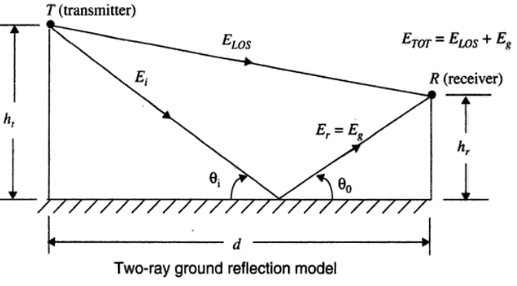 T (transmitter)
E_LOS
E_TOT = E_LOS + E_g
E_i
R (receiver)
h_t
E_r = E_g
h_r
θ_i
θ_0
d
Two-ray ground reflection model